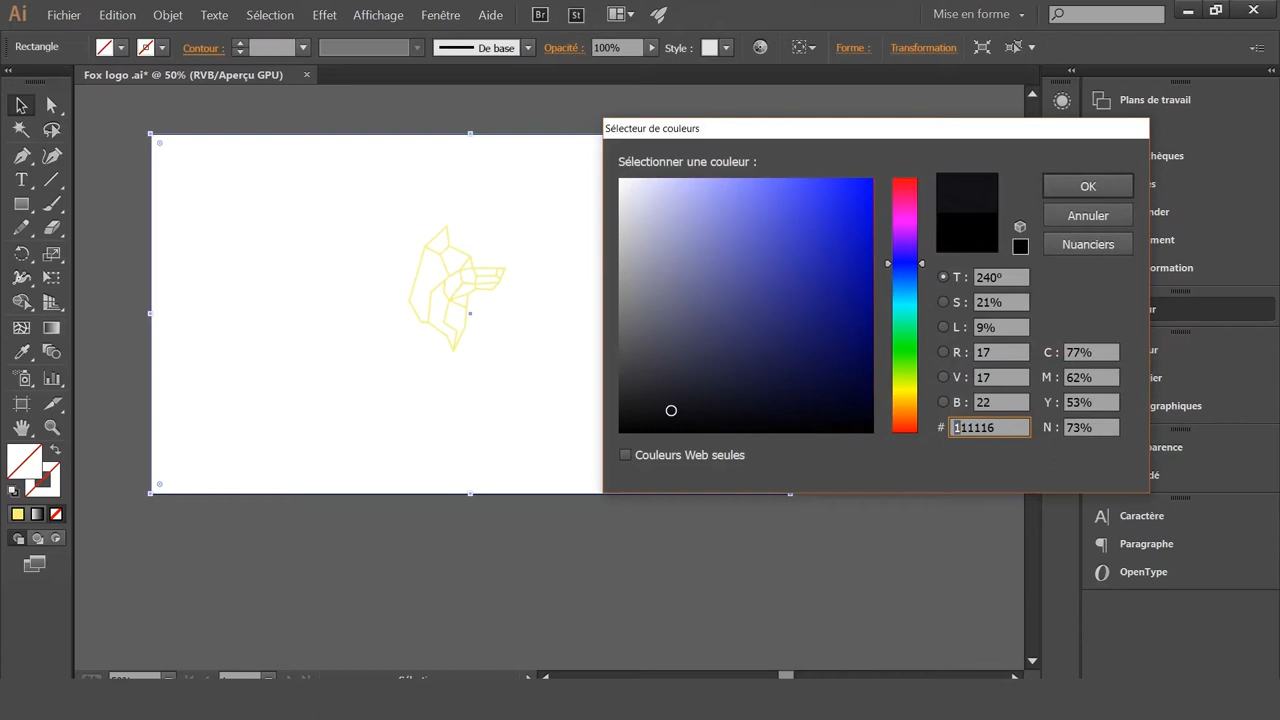 Ai Fichier Edition Objet Texte Sélection Effet Affichage Fenêtre Aide Br St Mise en forme
Rectangle Contour : De base Opacité : 100% Style : Forme : Transformation
Fox logo .ai* @ 50% (RVB/Aperçu GPU) ×
Plans de travail
Sélecteur de couleurs
Sélectionner une couleur :
OK
Annuler
Nuanciers
T : 240º
S : 21%
L : 9%
R : 17 C : 77%
V : 17 M : 62%
B : 22 Y : 53%
# 111116 N : 73%
Couleurs Web seules
Caractère
Paragraphe
OpenType